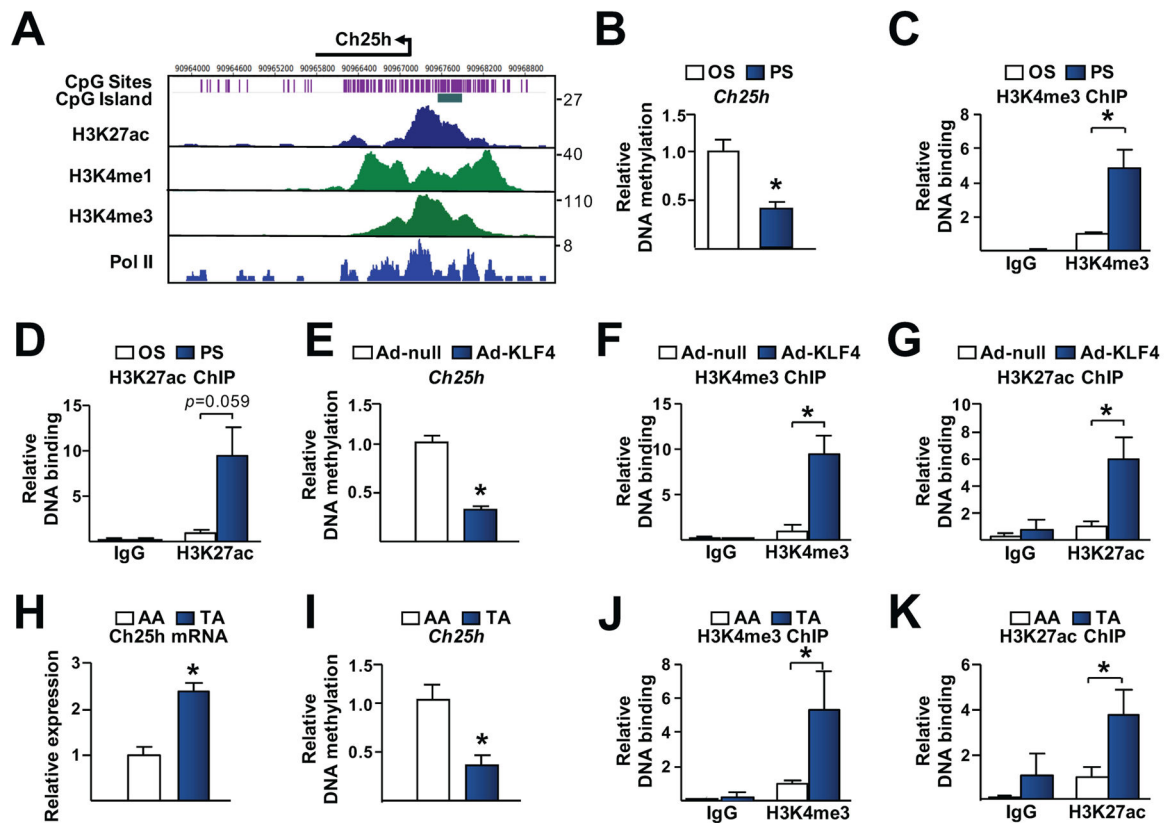 A
Ch25h
90964000 90964600 90965200 90965800 90966400 90967000 90967600 90968200 90968800
CpG Sites
CpG Island
27
H3K27ac
40
H3K4me1
110
H3K4me3
8
Pol II
B
OS PS
Ch25h
Relative
DNA methylation
1.5
1.0
0.5
*
C
OS PS
H3K4me3 ChIP
Relative
DNA binding
8
6
4
2
*
IgG H3K4me3
D
OS PS
H3K27ac ChIP
p=0.059
Relative
DNA binding
15
10
5
IgG H3K27ac
E
Ad-null Ad-KLF4
Ch25h
Relative
DNA methylation
1.0
0.5
*
F
Ad-null Ad-KLF4
H3K4me3 ChIP
Relative
DNA binding
15
10
5
*
IgG H3K4me3
G
Ad-null Ad-KLF4
H3K27ac ChIP
Relative
DNA binding
10
8
6
4
2
*
IgG H3K27ac
H
AA TA
Ch25h mRNA
Relative expression
3
2
1
*
I
AA TA
Ch25h
Relative
DNA methylation
1.0
0.5
*
J
AA TA
H3K4me3 ChIP
Relative
DNA binding
8
6
4
2
*
IgG H3K4me3
K
AA TA
H3K27ac ChIP
Relative
DNA binding
6
4
2
*
IgG H3K27ac